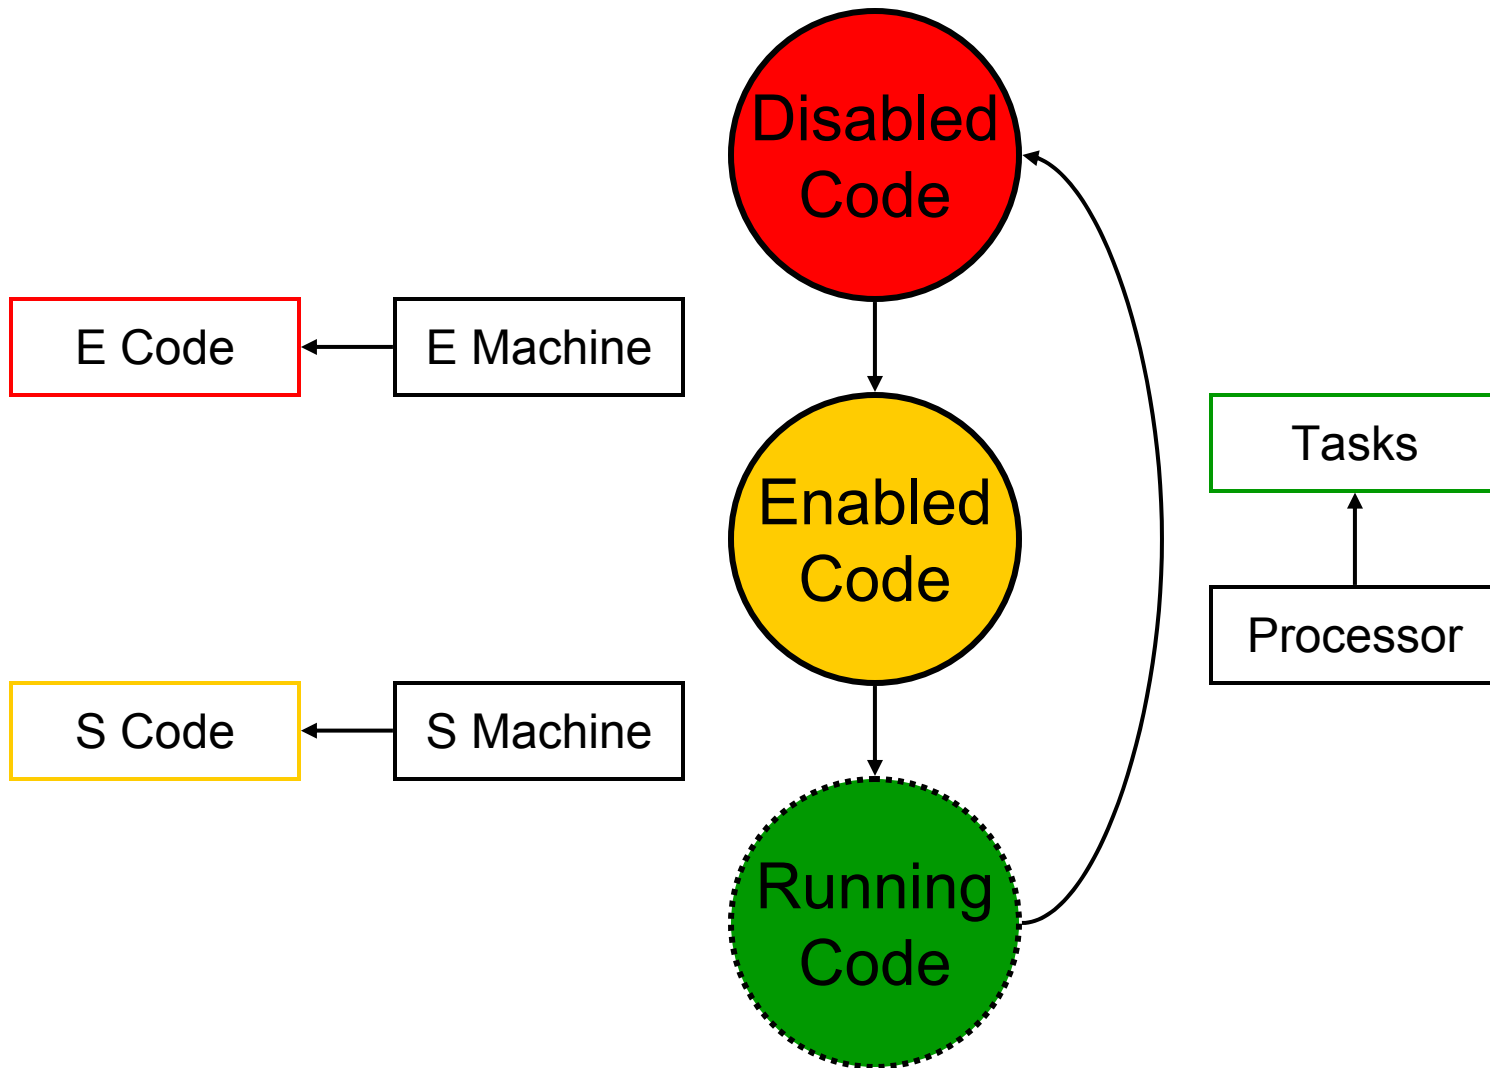 Disabled
Code
E Code
E Machine
Tasks
Enabled
Code
Processor
S Code
S Machine
Running
Code